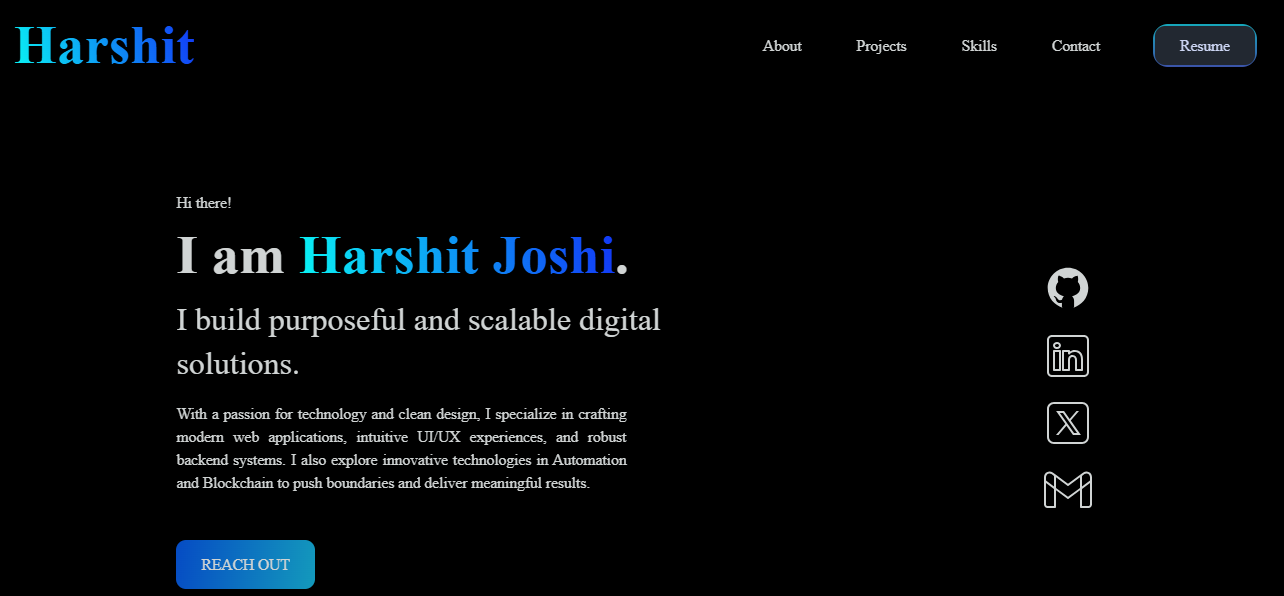 Harshit
About Projects Skills Contact Resume
Hi there!
I am Harshit Joshi.
I build purposeful and scalable digital
solutions.
With a passion for technology and clean design, I specialize in crafting
modern web applications, intuitive UI/UX experiences, and robust
backend systems. I also explore innovative technologies in Automation
and Blockchain to push boundaries and deliver meaningful results.
REACH OUT